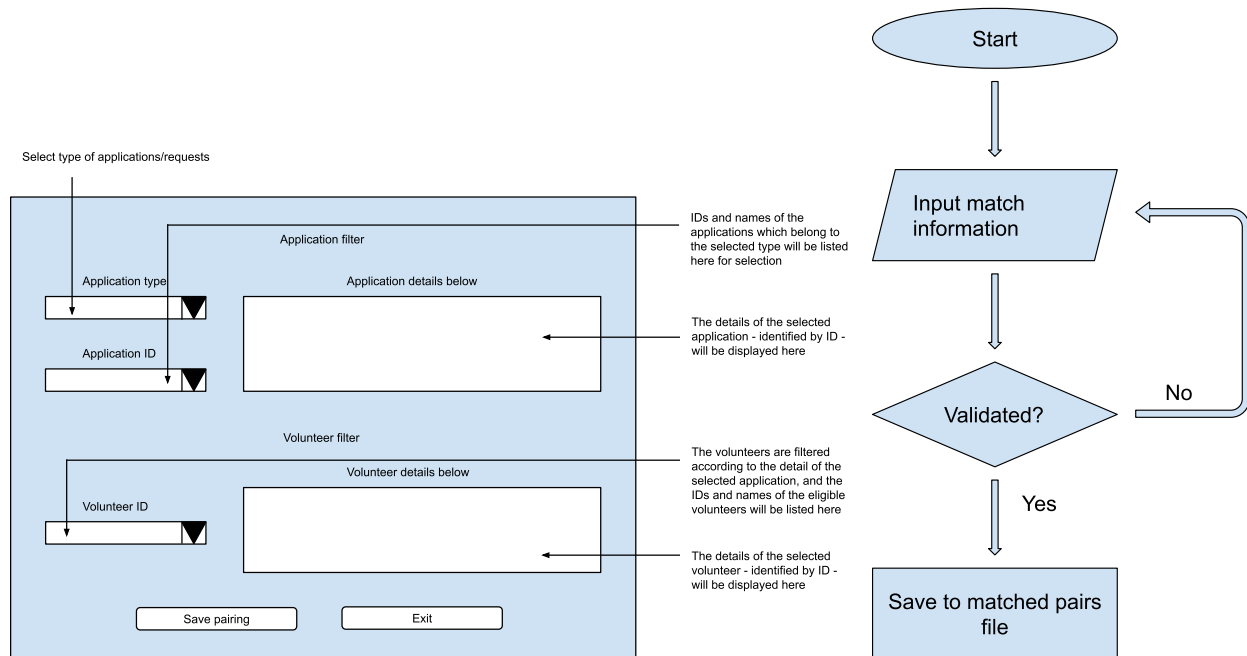 Select type of applications/requests
Application filter
Application type
Application details below
Application ID
Volunteer filter
Volunteer details below
Volunteer ID
Save pairing
Exit
IDs and names of the
applications which belong to
the selected type will be listed
here for selection
The details of the selected
application - identified by ID -
will be displayed here
The volunteers are filtered
according to the detail of the
selected application, and the
IDs and names of the eligible
volunteers will be listed here
The details of the selected
volunteer - identified by ID -
will be displayed here
Start
Input match
information
Validated?
No
Yes
Save to matched pairs
file